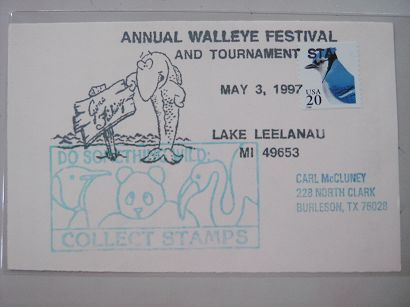 ANNUAL WALLEYE FESTIVAL
AND TOURNAMENT STA.
MAY 3, 1997
USA
20
Gone
Fishing
LAKE LEELANAU
MI 49653
DO SOMETHING WILD:
COLLECT STAMPS
CARL McCLUNEY
228 NORTH CLARK
BURLESON, TX 76028